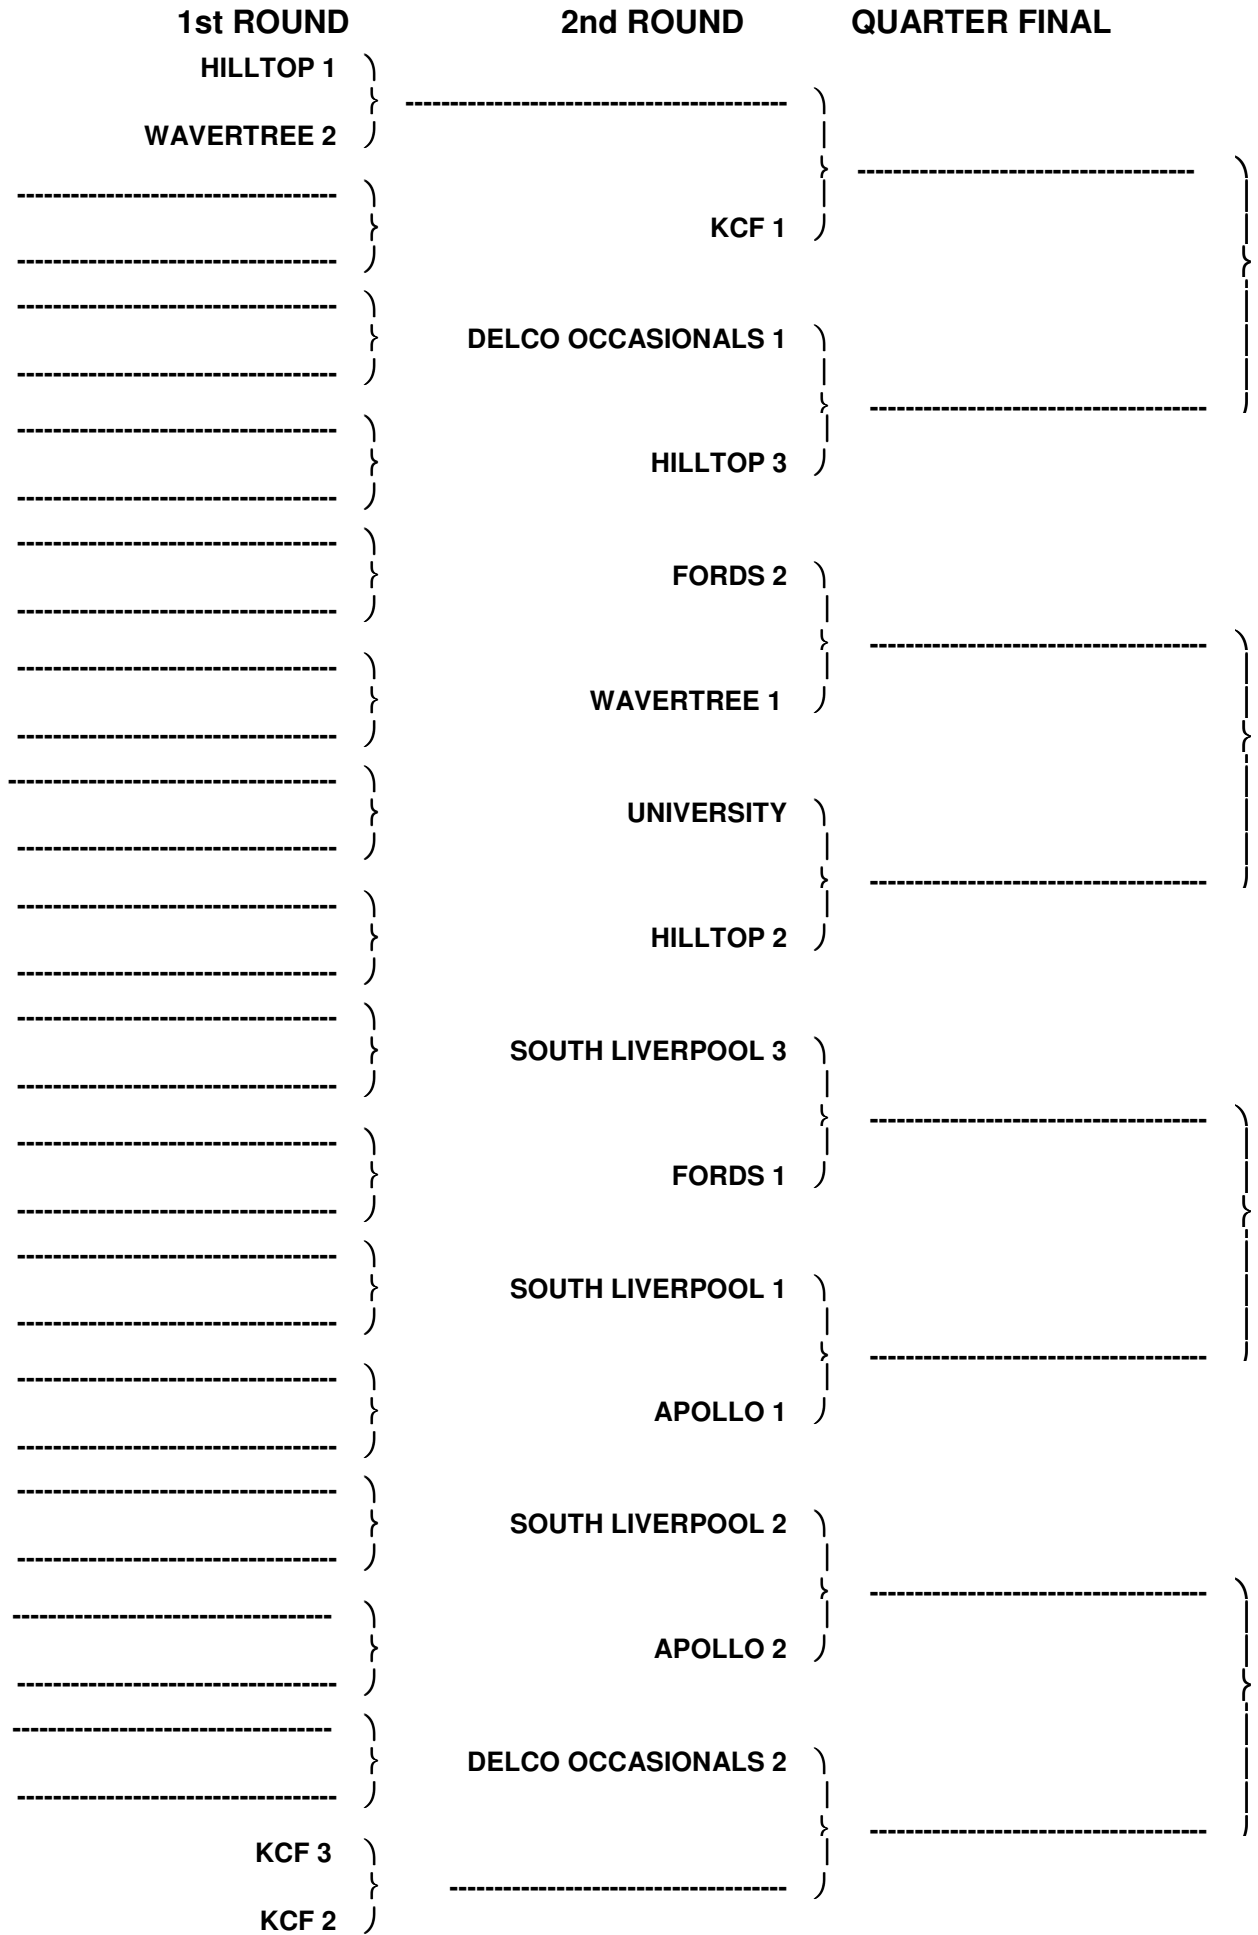 1st ROUND 2nd ROUND QUARTER FINAL
HILLTOP 1
WAVERTREE 2
KCF 1
DELCO OCCASIONALS 1
HILLTOP 3
FORDS 2
WAVERTREE 1
UNIVERSITY
HILLTOP 2
SOUTH LIVERPOOL 3
FORDS 1
SOUTH LIVERPOOL 1
APOLLO 1
SOUTH LIVERPOOL 2
APOLLO 2
DELCO OCCASIONALS 2
KCF 3
KCF 2